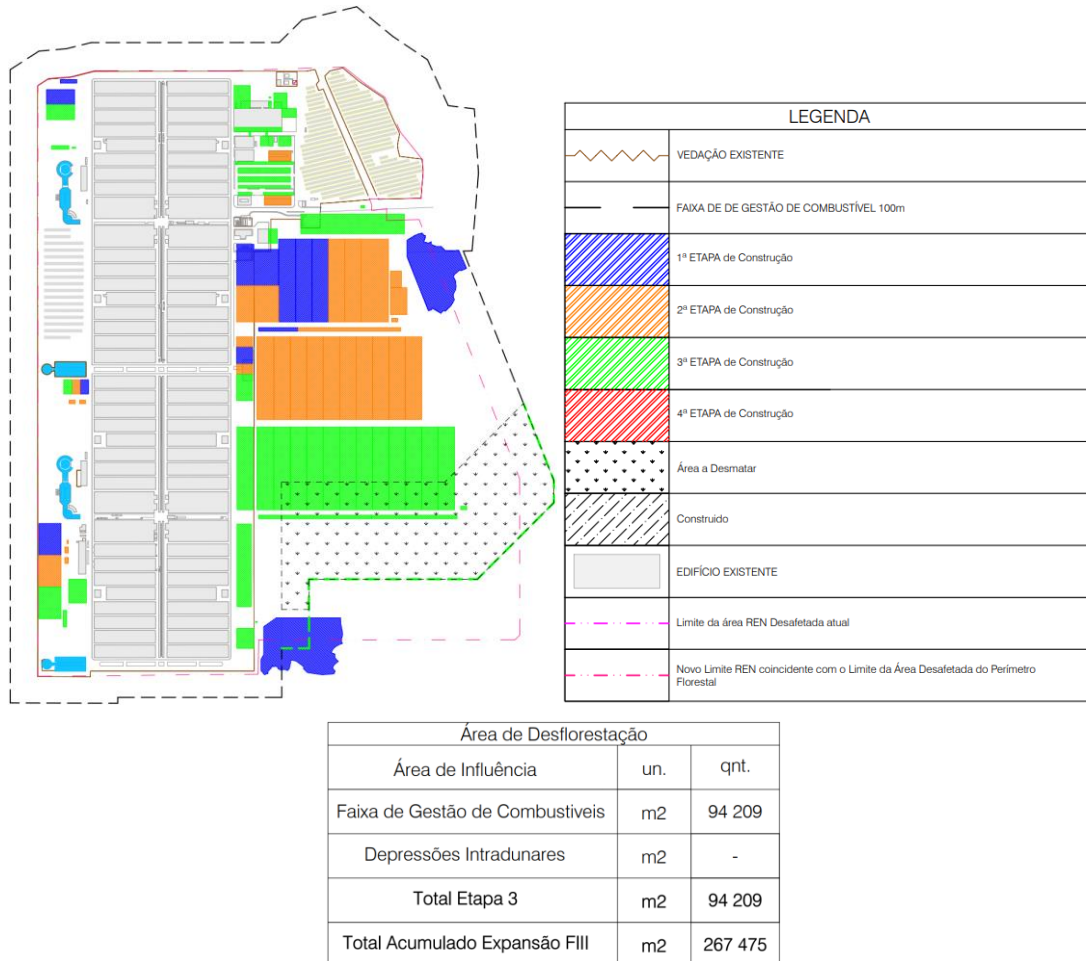 LEGENDA
VEDAÇÃO EXISTENTE
FAIXA DE DE GESTÃO DE COMBUSTÍVEL 100m
1ª ETAPA de Construção
2ª ETAPA de Construção
3ª ETAPA de Construção
4ª ETAPA de Construção
Área a Desmatar
Construido
EDIFÍCIO EXISTENTE
Limite da área REN Desafetada atual
Novo Limite REN coincidente com o Limite da Área Desafetada do Perímetro
Florestal
Área de Desflorestação
Área de Influência un. qnt.
Faixa de Gestão de Combustiveis m2 94 209
Depressões Intradunares m2 -
Total Etapa 3 m2 94 209
Total Acumulado Expansão FIII m2 267 475